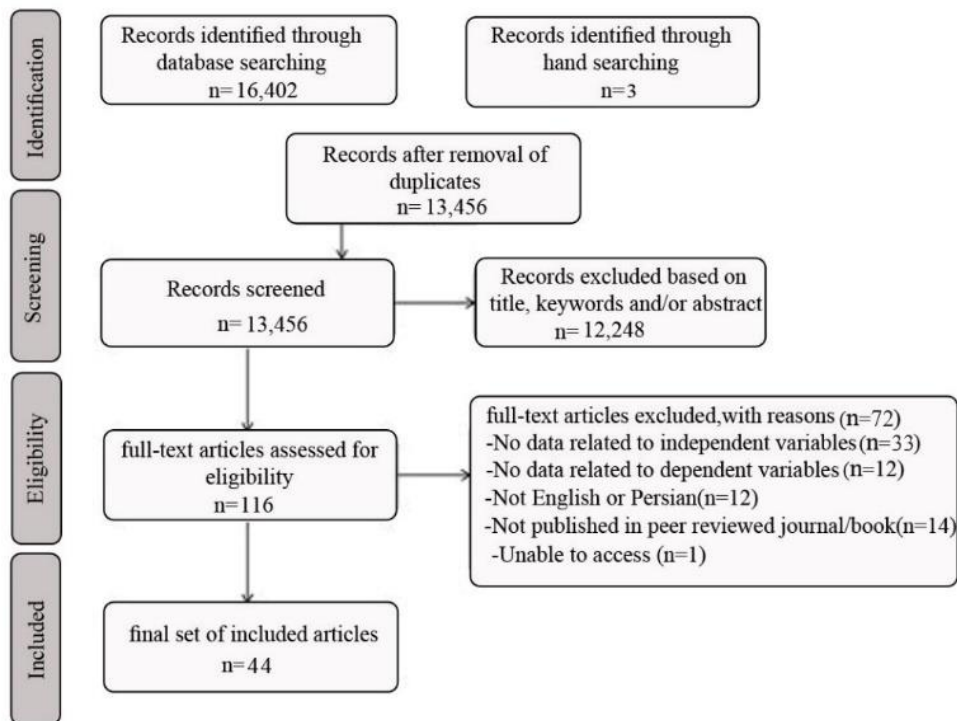 Identification
Records identified through
database searching
n=16,402
Records identified through
hand searching
n=3
Records after removal of
duplicates
n= 13,456
Screening
Records screened
n= 13,456
Records excluded based on
title, keywords and/or abstract
n= 12,248
Eligibility
full-text articles assessed for
eligibility
n=116
full-text articles excluded,with reasons (n=72)
-No data related to independent variables(n=33)
-No data related to dependent variables(n=12)
-Not English or Persian(n=12)
-Not published in peer reviewed journal/book(n=14)
-Unable to access (n=1)
Included
final set of included articles
n=44